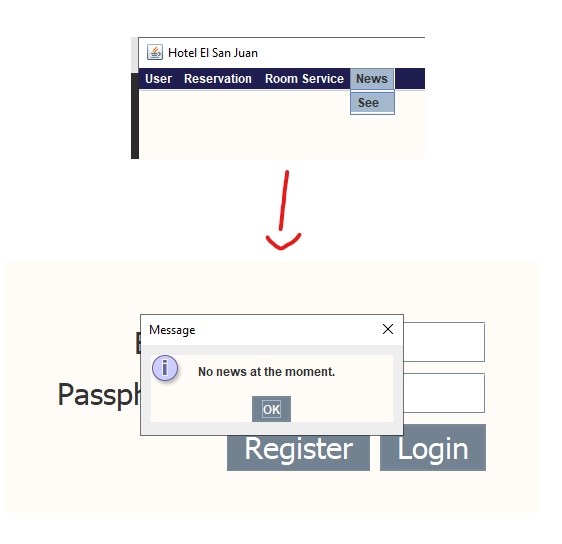 Hotel El San Juan
User Reservation Room Service News
See
Message
No news at the moment.
OK
Register Login